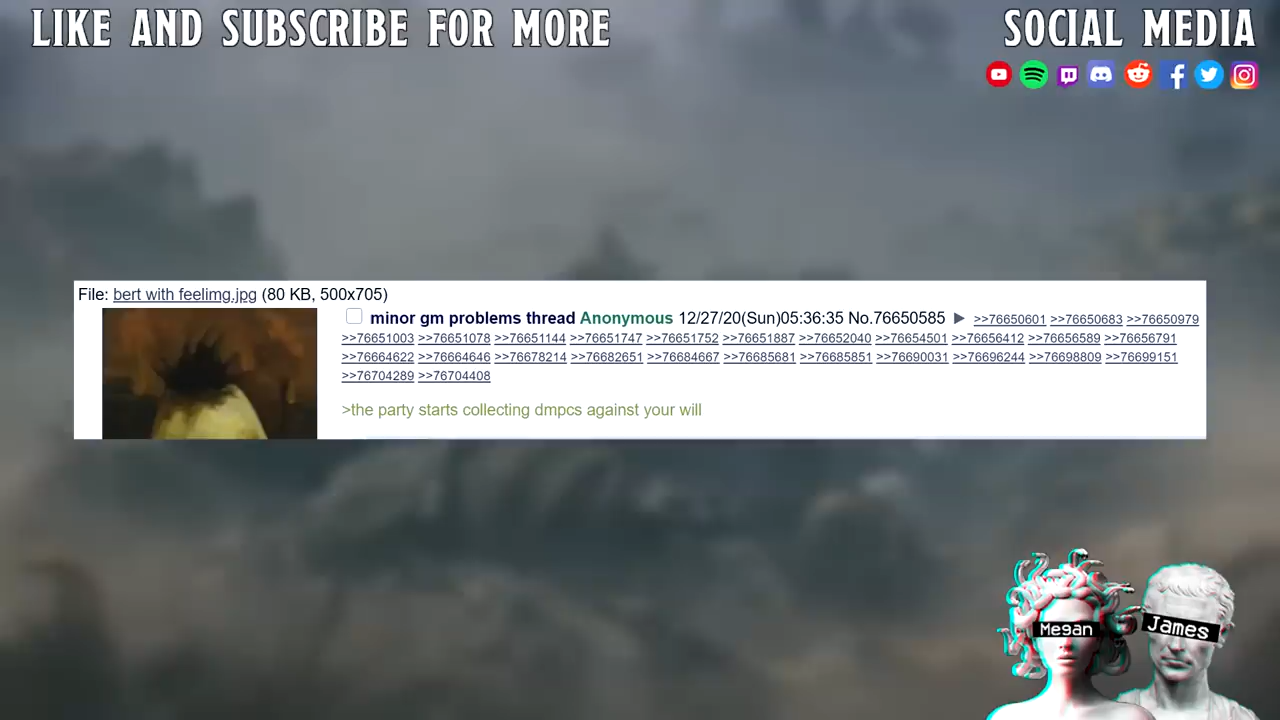 LIKE AND SUBSCRIBE FOR MORE
SOCIAL MEDIA
File: bert with feelimg.jpg (80 KB, 500x705)
minor gm problems thread Anonymous 12/27/20(Sun)05:36:35 No.76650585 ▶ >>76650601 >>76650683 >>76650979
>>76651003 >>76651078 >>76651144 >>76651747 >>76651752 >>76651887 >>76652040 >>76654501 >>76656412 >>76656589 >>76656791
>>76664622 >>76664646 >>76678214 >>76682651 >>76684667 >>76685681 >>76685851 >>76690031 >>76696244 >>76698809 >>76699151
>>76704289 >>76704408
>the party starts collecting dmpcs against your will
Megan
James